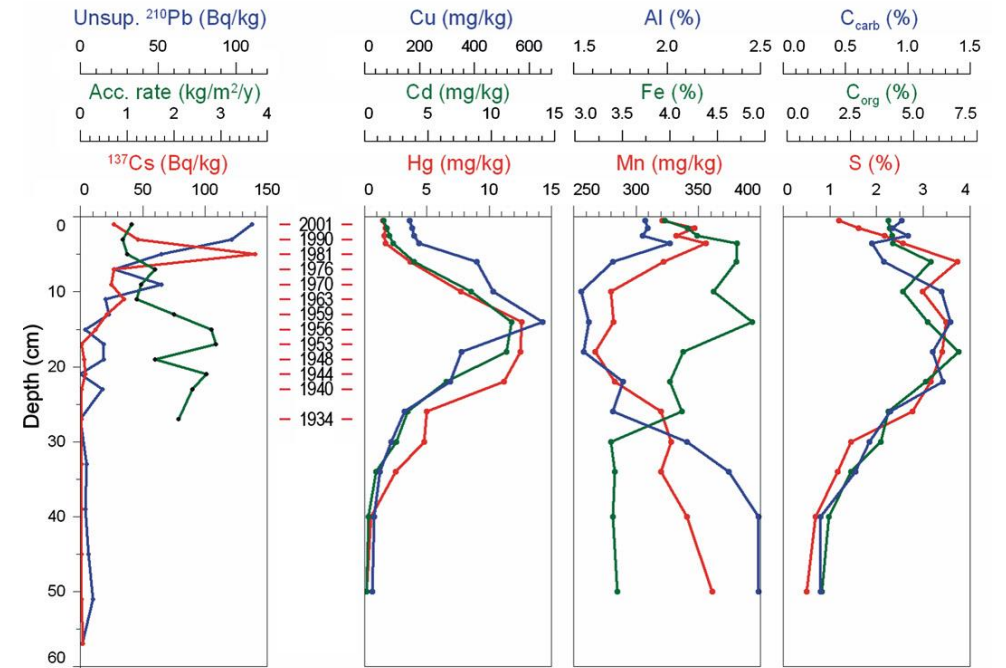 Unsup. ²¹⁰Pb (Bq/kg)
0 50 100
Acc. rate (kg/m²/y)
0 1 2 3 4
¹³⁷Cs (Bq/kg)
0 50 100 150
Cu (mg/kg)
0 200 400 600
Cd (mg/kg)
0 5 10 15
Hg (mg/kg)
0 5 10 15
Al (%)
1.5 2.0 2.5
Fe (%)
3.0 3.5 4.0 4.5 5.0
Mn (mg/kg)
250 300 350 400
C_carb (%)
0.0 0.5 1.0 1.5
C_org (%)
0.0 2.5 5.0 7.5
S (%)
0 1 2 3 4
Depth (cm)
0
10
20
30
40
50
60
2001
1990
1981
1976
1970
1963
1959
1956
1953
1948
1944
1940
1934